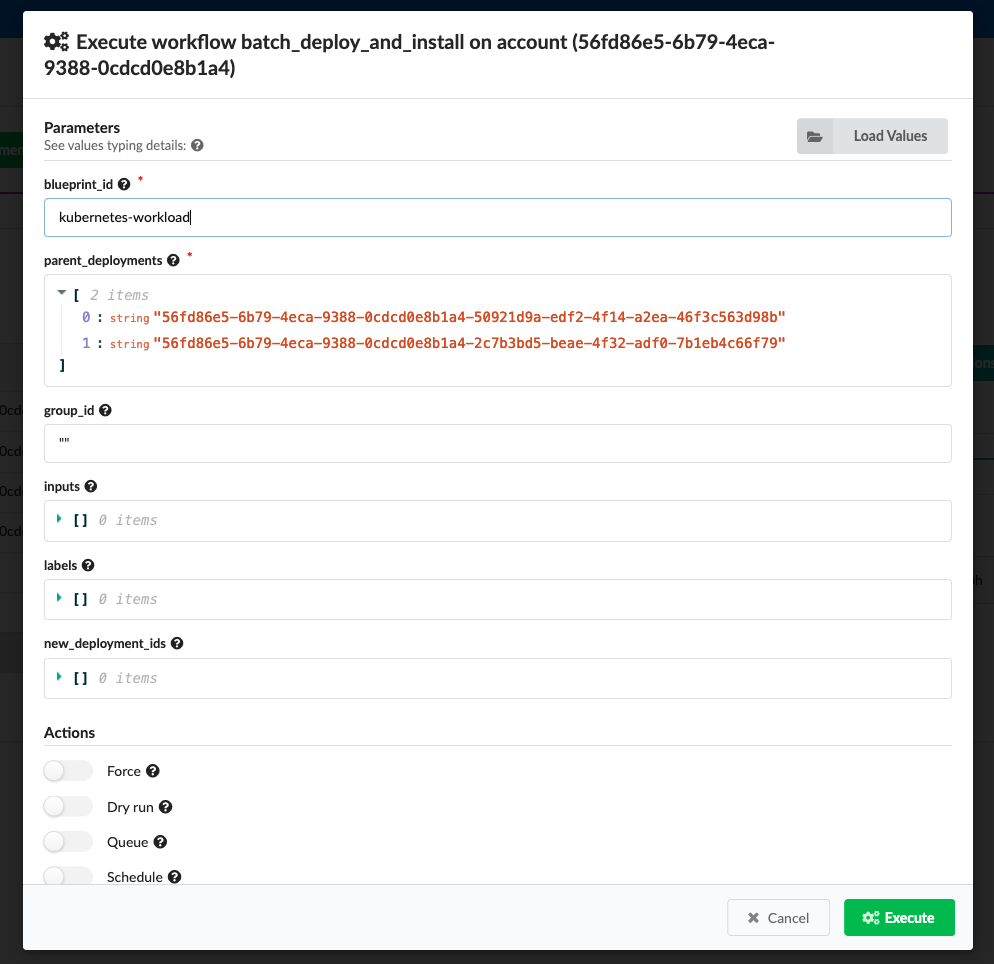 Execute workflow batch_deploy_and_install on account (56fd86e5-6b79-4eca-
9388-0cdcd0e8b1a4)
Parameters
See values typing details:
Load Values
blueprint_id *
kubernetes-workload
parent_deployments *
[ 2 items
0 : string "56fd86e5-6b79-4eca-9388-0cdcd0e8b1a4-50921d9a-edf2-4f14-a2ea-46f3c563d98b"
1 : string "56fd86e5-6b79-4eca-9388-0cdcd0e8b1a4-2c7b3bd5-beae-4f32-adf0-7b1eb4c66f79"
]
group_id
""
inputs
[] 0 items
labels
[] 0 items
new_deployment_ids
[] 0 items
Actions
Force
Dry run
Queue
Schedule
Cancel
Execute